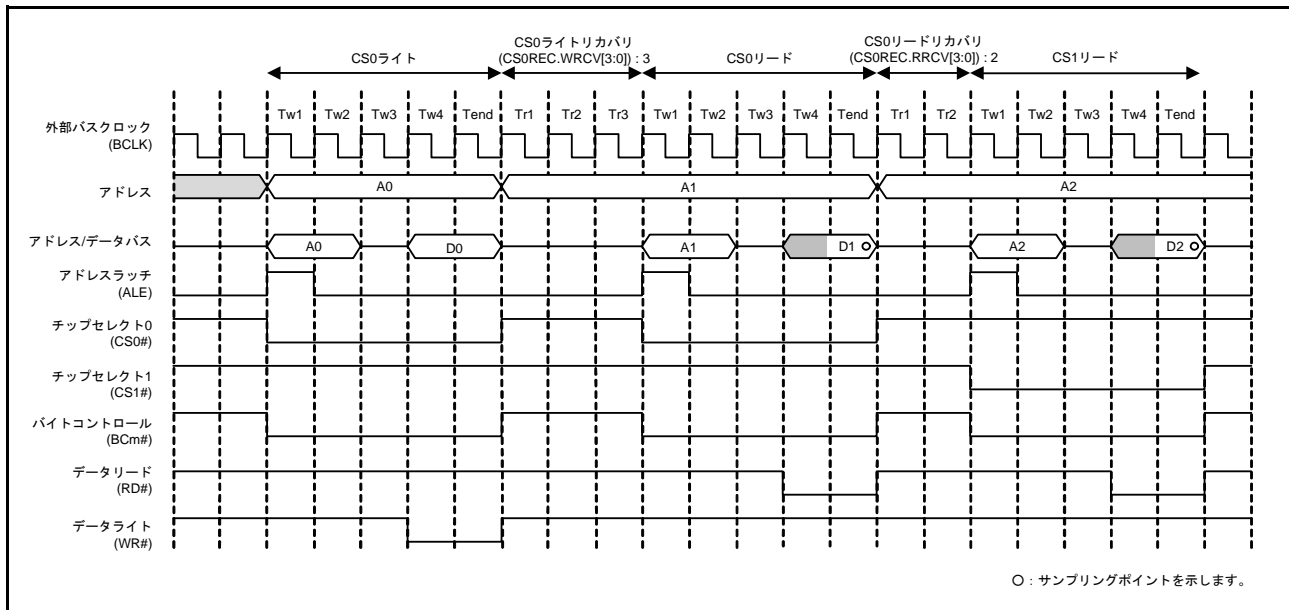 CS0ライト
CS0ライトリカバリ
(CS0REC.WRCV[3:0]) : 3
CS0リード
CS0リードリカバリ
(CS0REC.RRCV[3:0]) : 2
CS1リード
Tw1 Tw2 Tw3 Tw4 Tend Tr1 Tr2 Tr3 Tw1 Tw2 Tw3 Tw4 Tend Tr1 Tr2 Tw1 Tw2 Tw3 Tw4 Tend
外部バスクロック
(BCLK)
アドレス
A0 A1 A2
アドレス/データバス
A0 D0 A1 D1 A2 D2
アドレスラッチ
(ALE)
チップセレクト0
(CS0#)
チップセレクト1
(CS1#)
バイトコントロール
(BCm#)
データリード
(RD#)
データライト
(WR#)
○ : サンプリングポイントを示します。